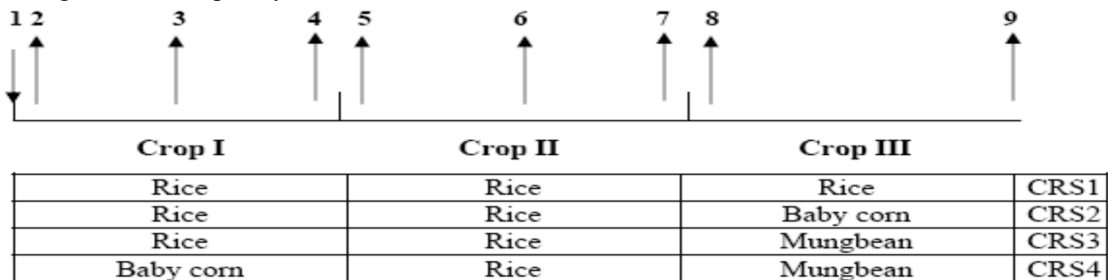 1 2 3 4 5 6 7 8 9
Crop I Crop II Crop III
Rice Rice Rice CRS1
Rice Rice Baby corn CRS2
Rice Rice Mungbean CRS3
Baby corn Rice Mungbean CRS4